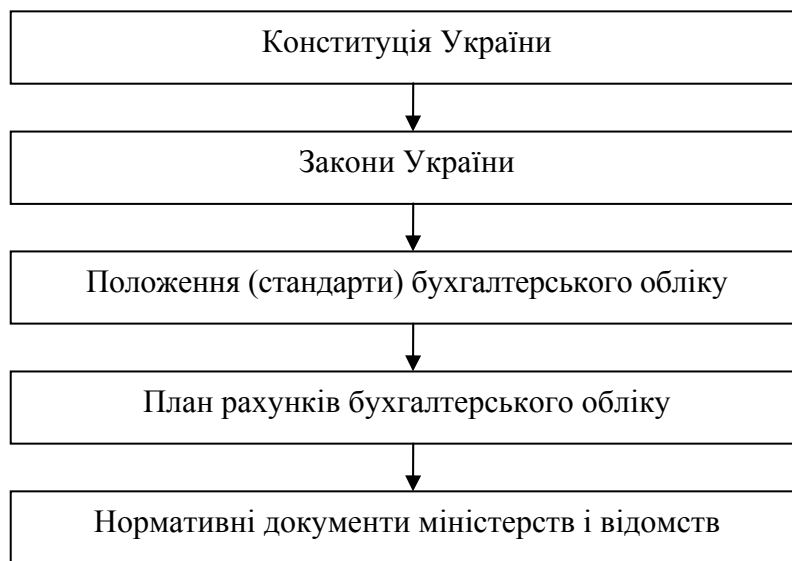 Конституція України
Закони України
Положення (стандарти) бухгалтерського обліку
План рахунків бухгалтерського обліку
Нормативні документи міністерств і відомств